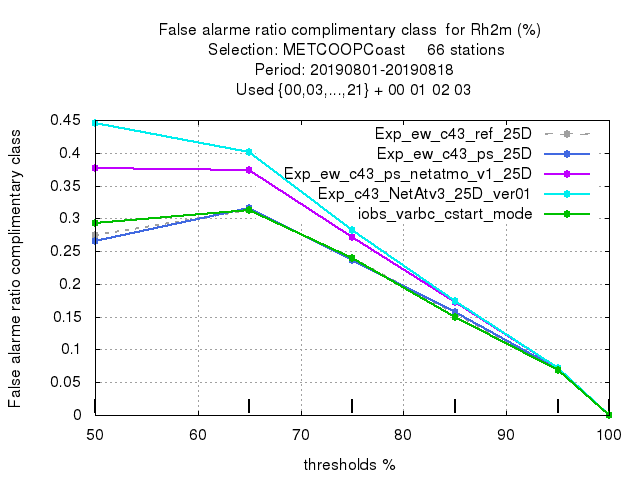 False alarme ratio complimentary class  for Rh2m (%)
Selection: METCOOPCoast    66 stations
Period: 20190801-20190818
Used {00,03,...,21} + 00 01 02 03
False alarme ratio complimentary class
0.45
0.4
0.35
0.3
0.25
0.2
0.15
0.1
0.05
0
Exp_ew_c43_ref_25D
Exp_ew_c43_ps_25D
Exp_ew_c43_ps_netatmo_v1_25D
Exp_c43_NetAtv3_25D_ver01
iobs_varbc_cstart_mode
50 60 70 80 90 100
thresholds %